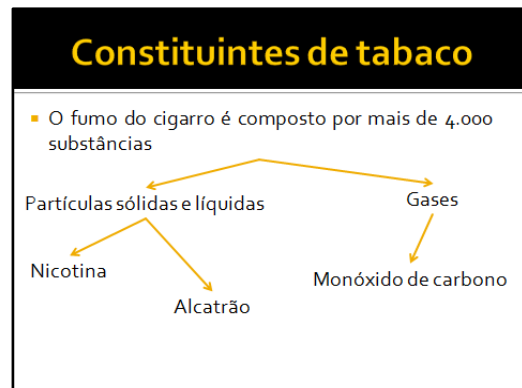 Constituintes de tabaco
O fumo do cigarro é composto por mais de 4.000
substâncias
Partículas sólidas e líquidas
Gases
Nicotina
Monóxido de carbono
Alcatrão